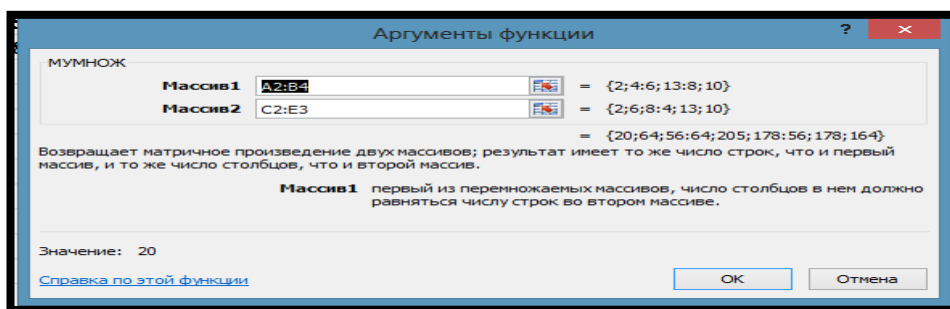 Аргументы функции ?
МУМНОЖ
Массив1 A2:B4 = {2;4:6;13:8;10}
Массив2 C2:E3 = {2;6;8:4;13;10}
= {20;64;56:64;205;178:56;178;164}
Возвращает матричное произведение двух массивов; результат имеет то же число строк, что и первый
массив, и то же число столбцов, что и второй массив.
Массив1 первый из перемножаемых массивов, число столбцов в нем должно
равняться числу строк во втором массиве.
Значение: 20
Справка по этой функции ОК Отмена